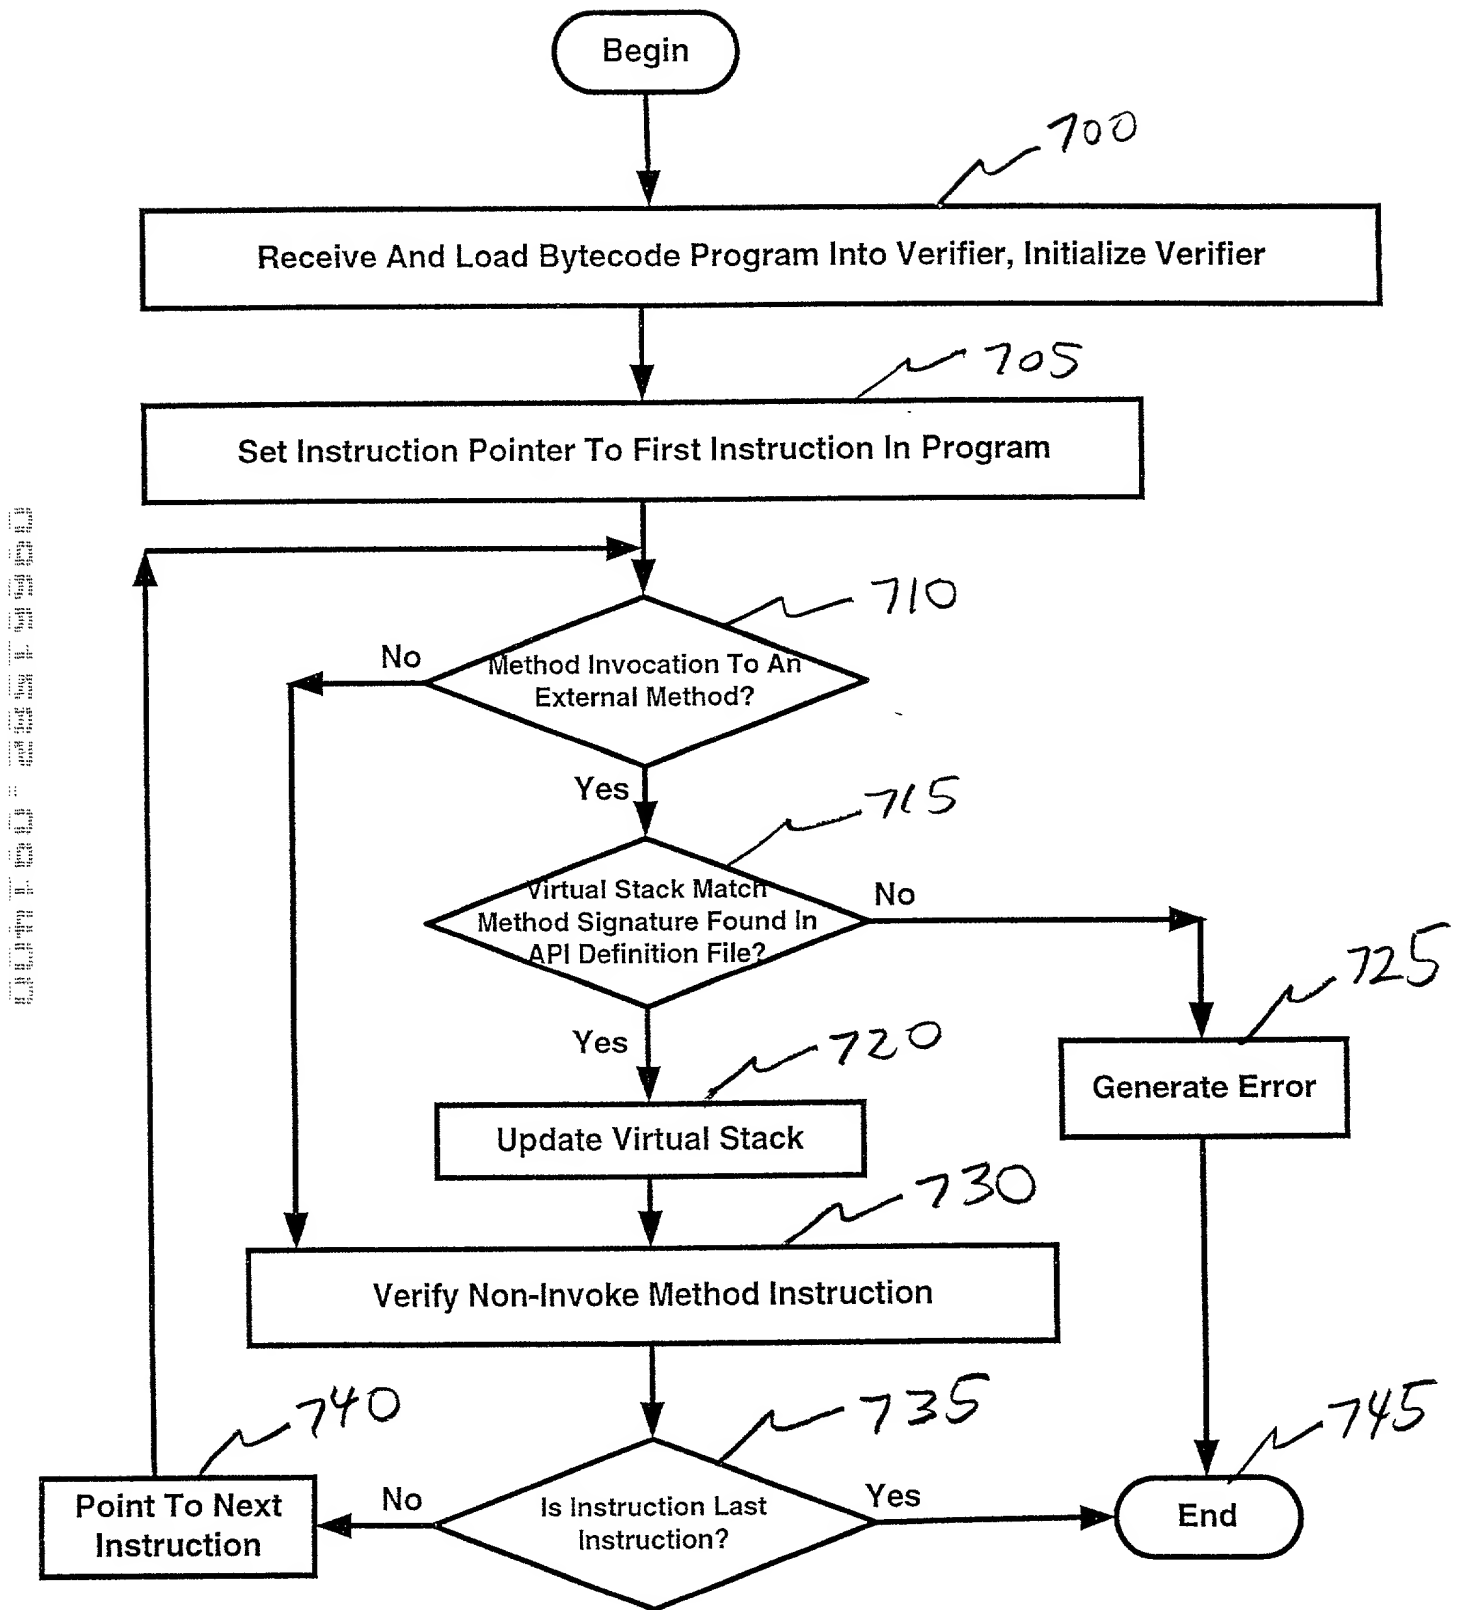 Begin
700
Receive And Load Bytecode Program Into Verifier, Initialize Verifier
705
Set Instruction Pointer To First Instruction In Program
710
No
Method Invocation To An
External Method?
Yes
715
Virtual Stack Match
Method Signature Found In
API Definition File?
No
725
Yes
720
Generate Error
Update Virtual Stack
730
Verify Non-Invoke Method Instruction
740
735
745
Point To Next
Instruction
No
Is Instruction Last
Instruction?
Yes
End